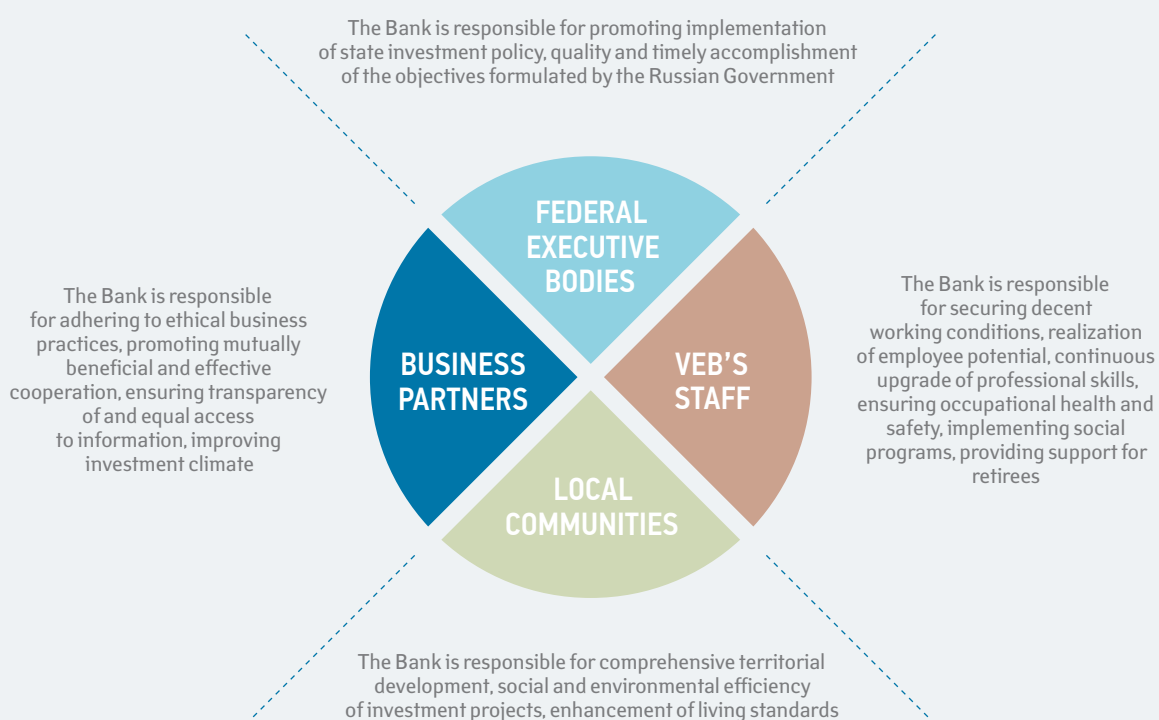 The Bank is responsible for promoting implementation
of state investment policy, quality and timely accomplishment
of the objectives formulated by the Russian Government
FEDERAL
EXECUTIVE
BODIES
The Bank is responsible
for adhering to ethical business
practices, promoting mutually
beneficial and effective
cooperation, ensuring transparency
of and equal access
to information, improving
investment climate
BUSINESS
PARTNERS
VEB’S
STAFF
The Bank is responsible
for securing decent
working conditions, realization
of employee potential, continuous
upgrade of professional skills,
ensuring occupational health and
safety, implementing social
programs, providing support for
retirees
LOCAL
COMMUNITIES
The Bank is responsible for comprehensive territorial
development, social and environmental efficiency
of investment projects, enhancement of living standards